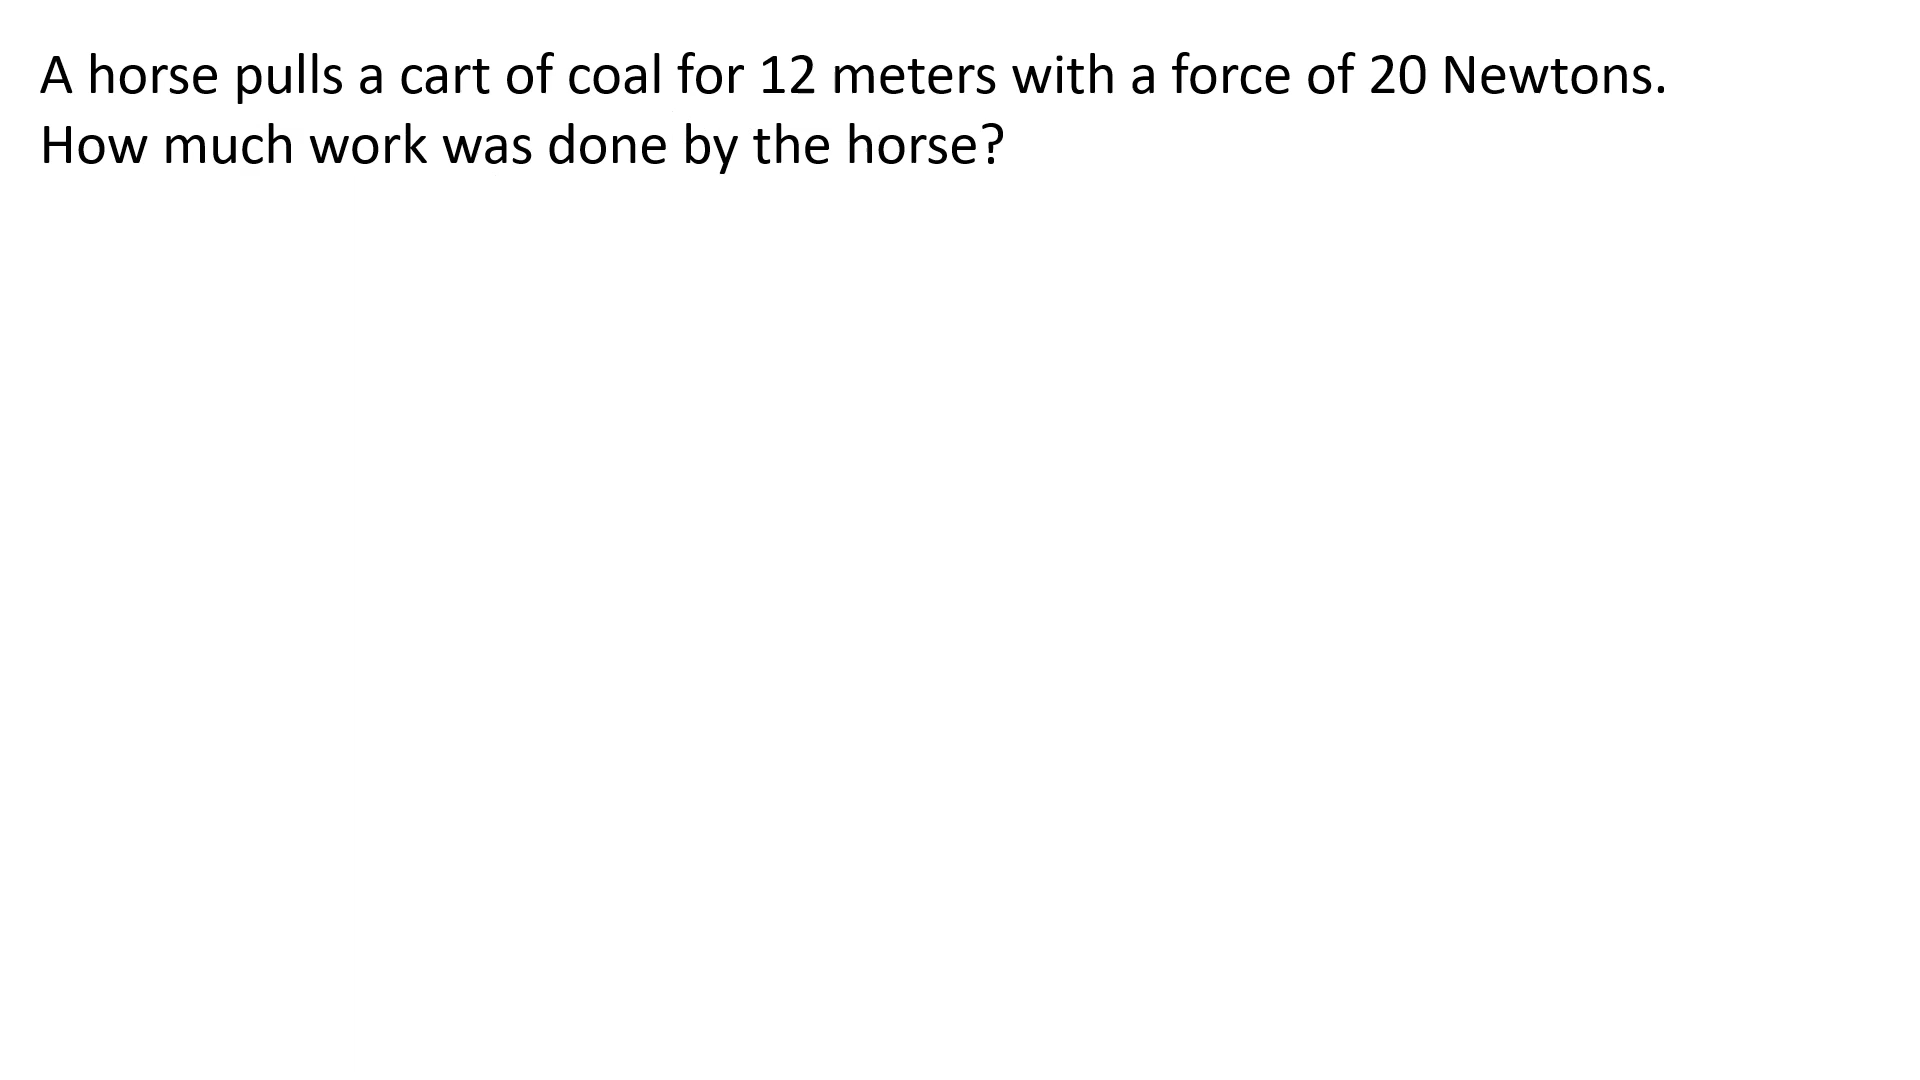 A horse pulls a cart of coal for 12 meters with a force of 20 Newtons.
How much work was done by the horse?